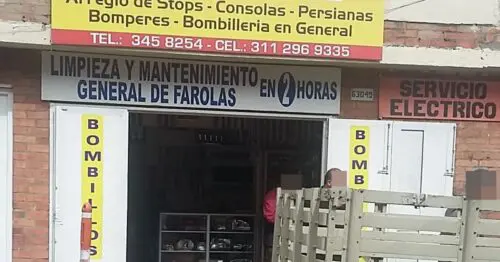 Arreglo de Stops - Consolas - Persianas
Bomperes - Bombilleria en General
TEL.: 345 8254 - CEL.: 311 296 9335
LIMPIEZA Y MANTENIMIENTO
GENERAL DE FAROLAS
EN 2 HORAS
63049
SERVICIO
ELECTRICO
BOMBILLOS
BOMB